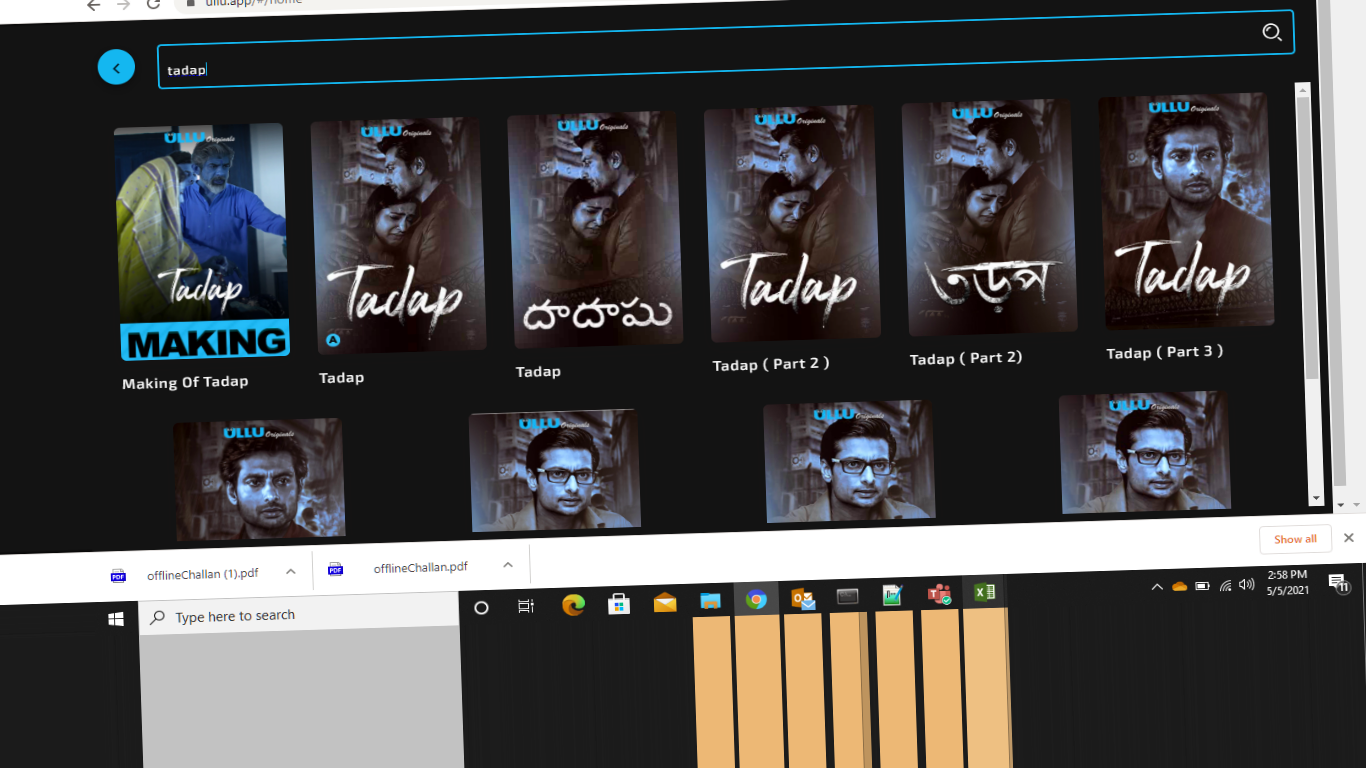 ullu.app/#/home
tadap
ULLU Originals
Tadap
MAKING
Making Of Tadap
ULLU Originals
Tadap
A
Tadap
ULLU Originals
దాదాపు
Tadap
ULLU Originals
Tadap
Tadap ( Part 2 )
ULLU Originals
তড়প
Tadap ( Part 2)
ULLU Originals
Tadap
Tadap ( Part 3 )
ULLU Originals
ULLU Originals
ULLU Originals
ULLU Originals
PDF
offlineChallan (1).pdf
PDF
offlineChallan.pdf
Show all
Type here to search
2:58 PM
5/5/2021
11